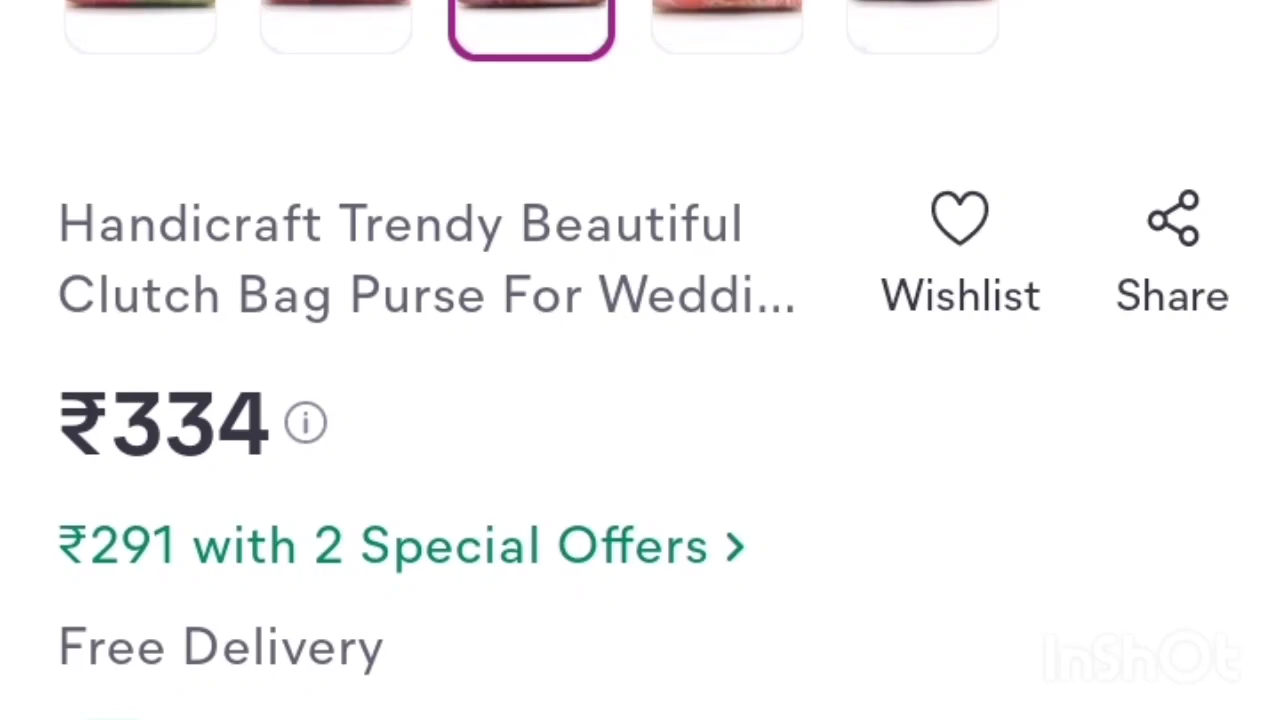 Handicraft Trendy Beautiful
Clutch Bag Purse For Weddi...
Wishlist
Share
₹334
₹291 with 2 Special Offers >
Free Delivery
InShOt